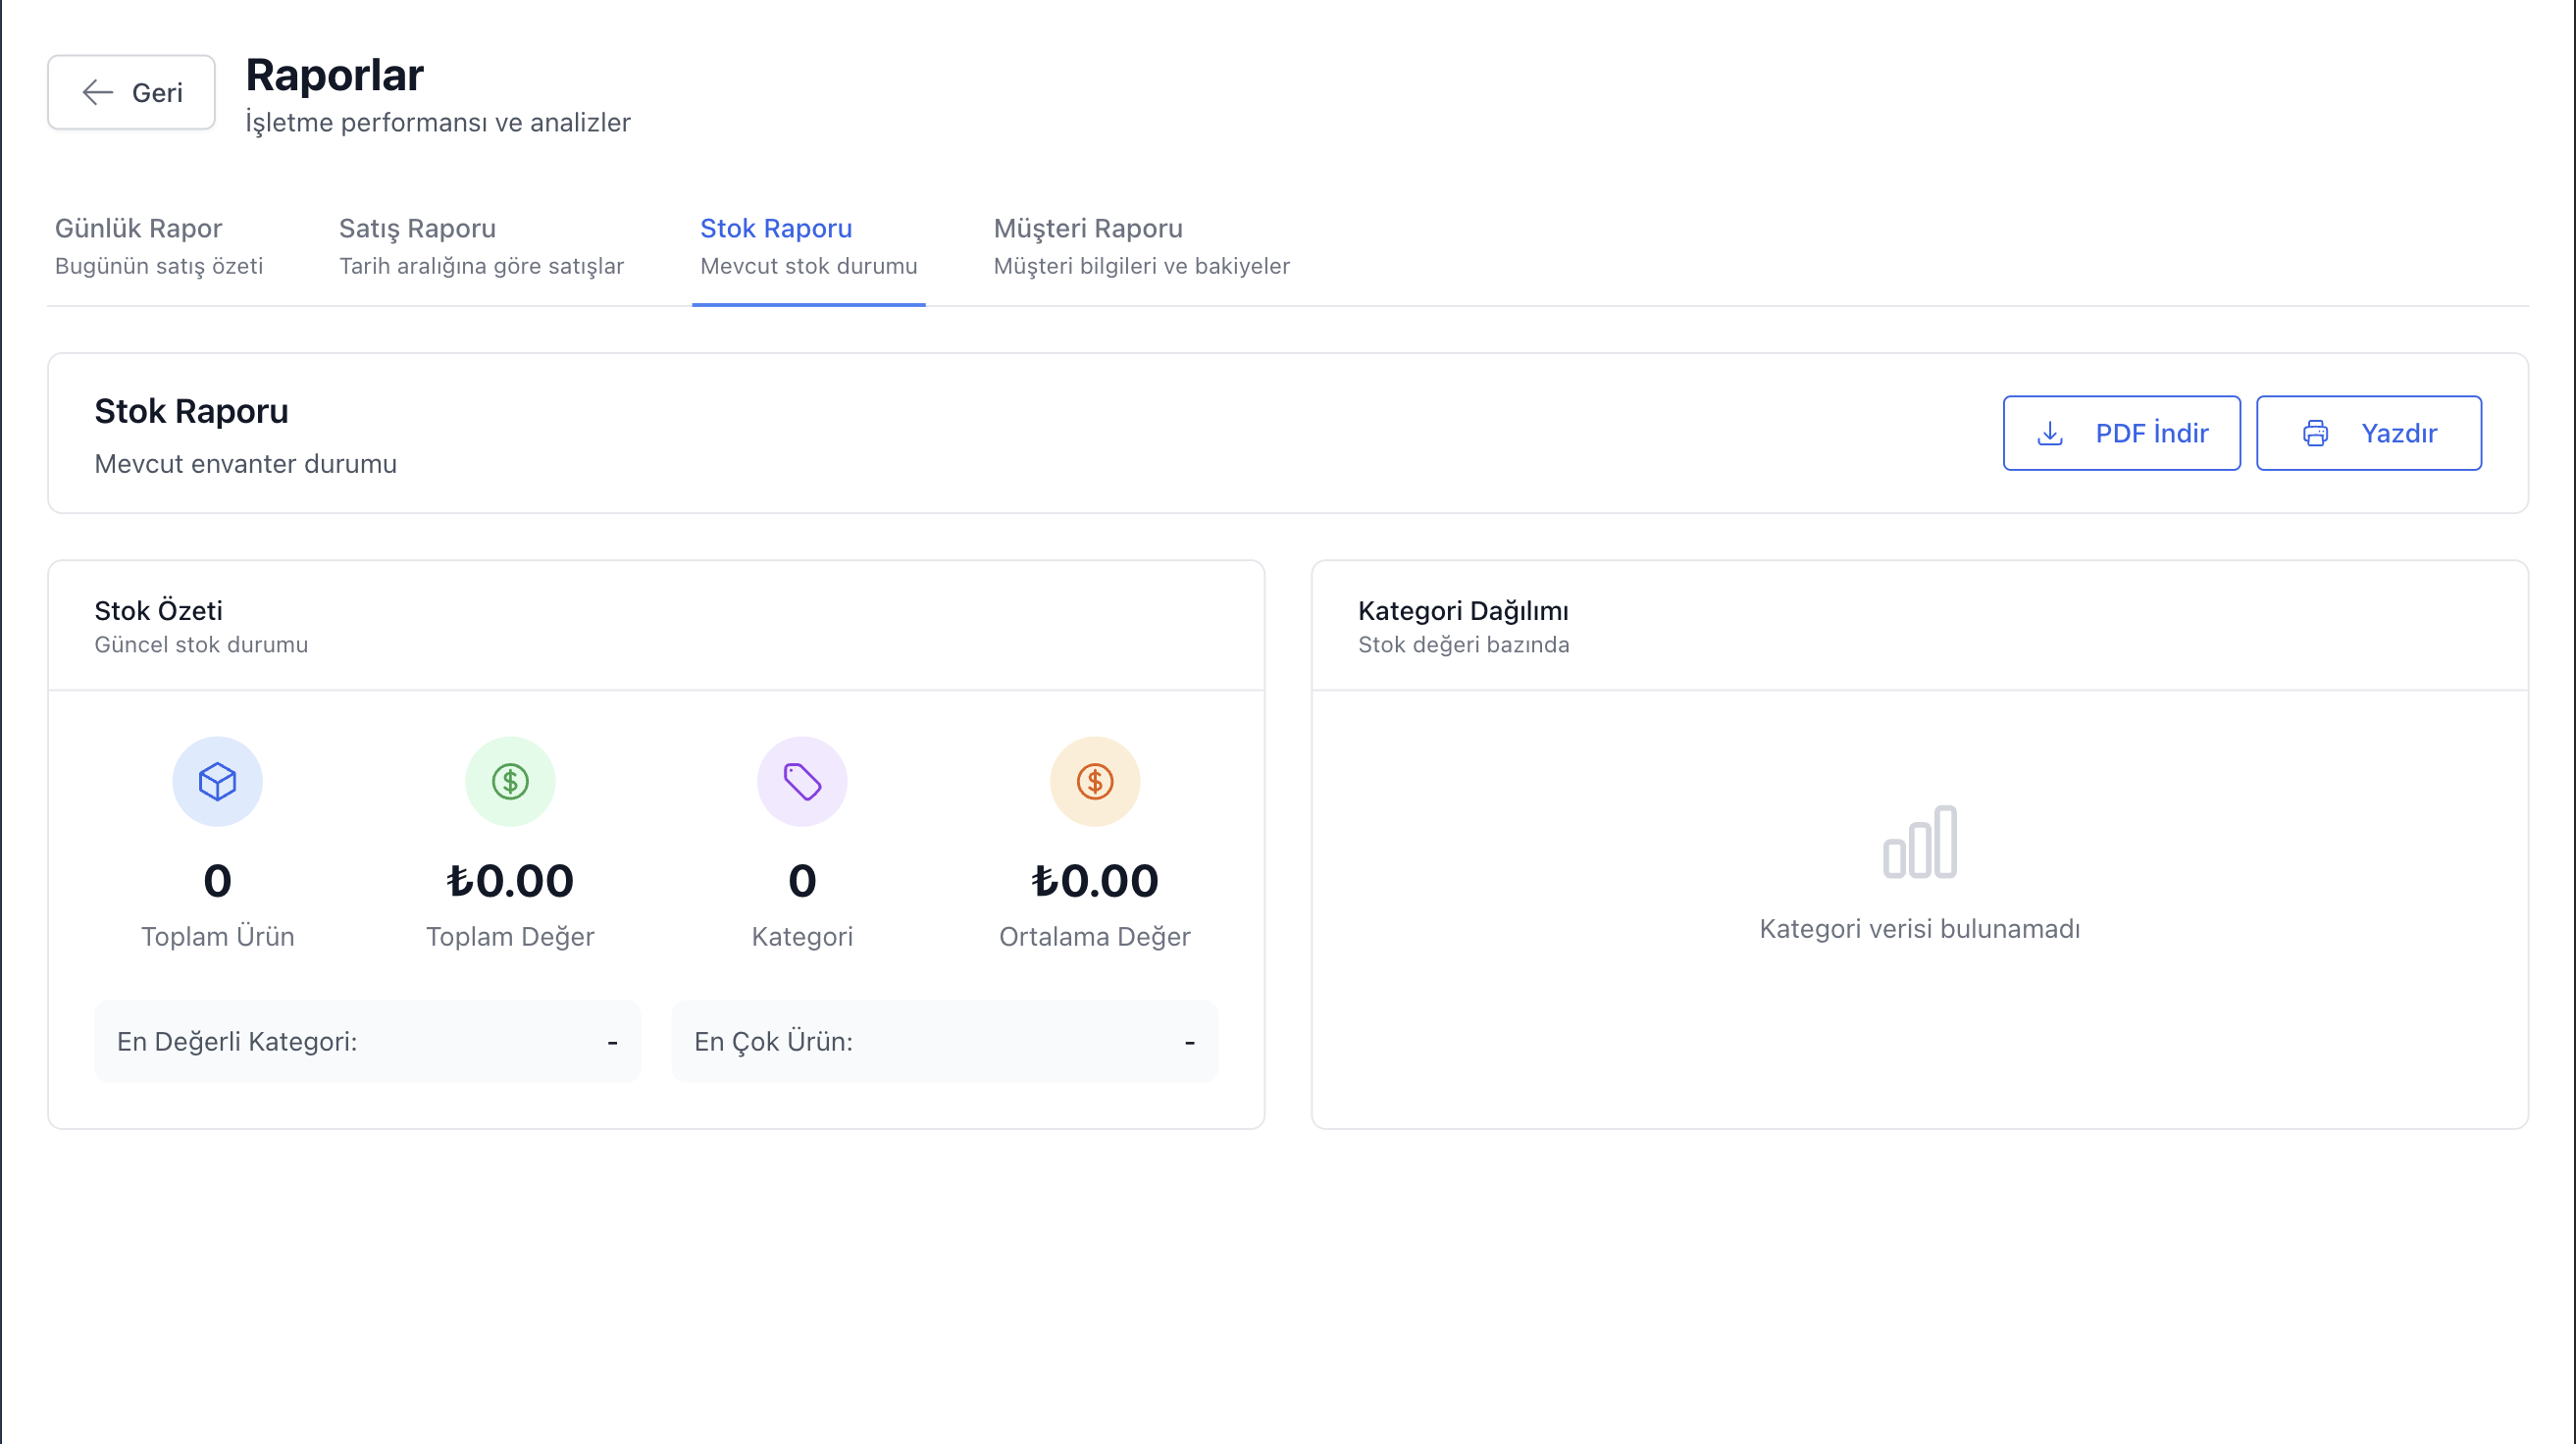 Geri
Raporlar
İşletme performansı ve analizler
Günlük Rapor
Bugünün satış özeti
Satış Raporu
Tarih aralığına göre satışlar
Stok Raporu
Mevcut stok durumu
Müşteri Raporu
Müşteri bilgileri ve bakiyeler
Stok Raporu
Mevcut envanter durumu
PDF İndir
Yazdır
Stok Özeti
Güncel stok durumu
0
Toplam Ürün
₺0.00
Toplam Değer
0
Kategori
₺0.00
Ortalama Değer
En Değerli Kategori: -
En Çok Ürün: -
Kategori Dağılımı
Stok değeri bazında
Kategori verisi bulunamadı